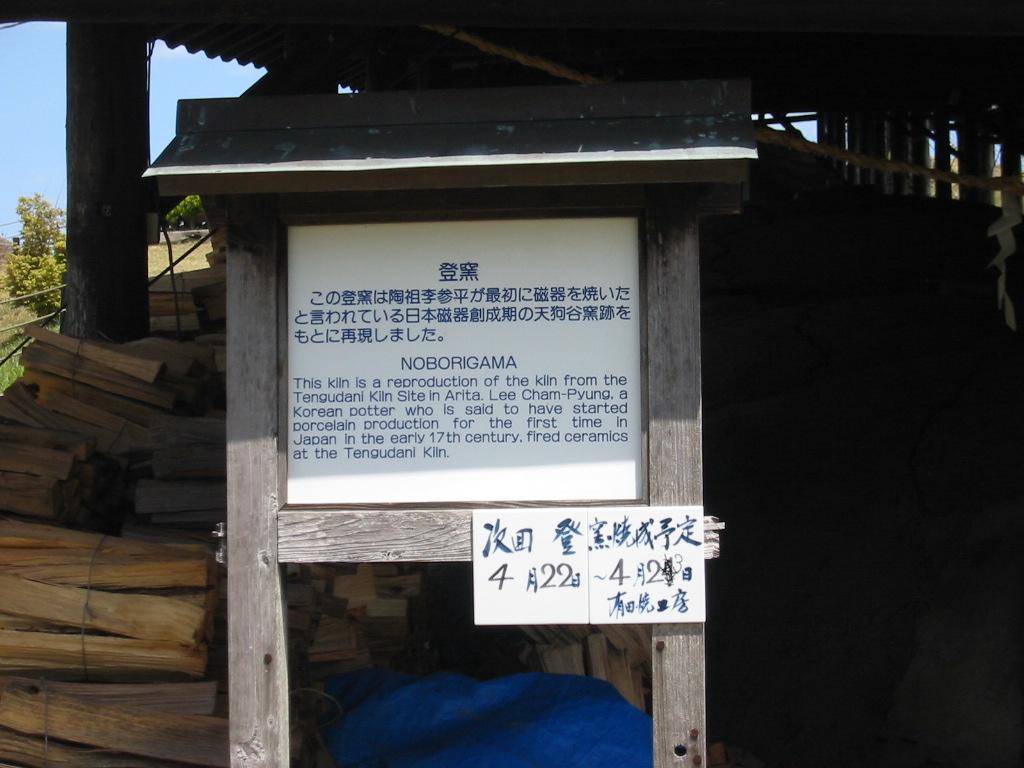 登窯
この登窯は陶祖李参平が最初に磁器を焼いた
と言われている日本磁器創成期の天狗谷窯跡を
もとに再現しました。
NOBORIGAMA
This kiln is a reproduction of the kiln from the
Tengudani Kiln Site in Arita. Lee Cham-Pyung, a
Korean potter who is said to have started
porcelain production for the first time in
Japan in the early 17th century, fired ceramics
at the Tengudani Kiln.
次回 登窯焼成予定
4月22日~4月23日
有田焼工房